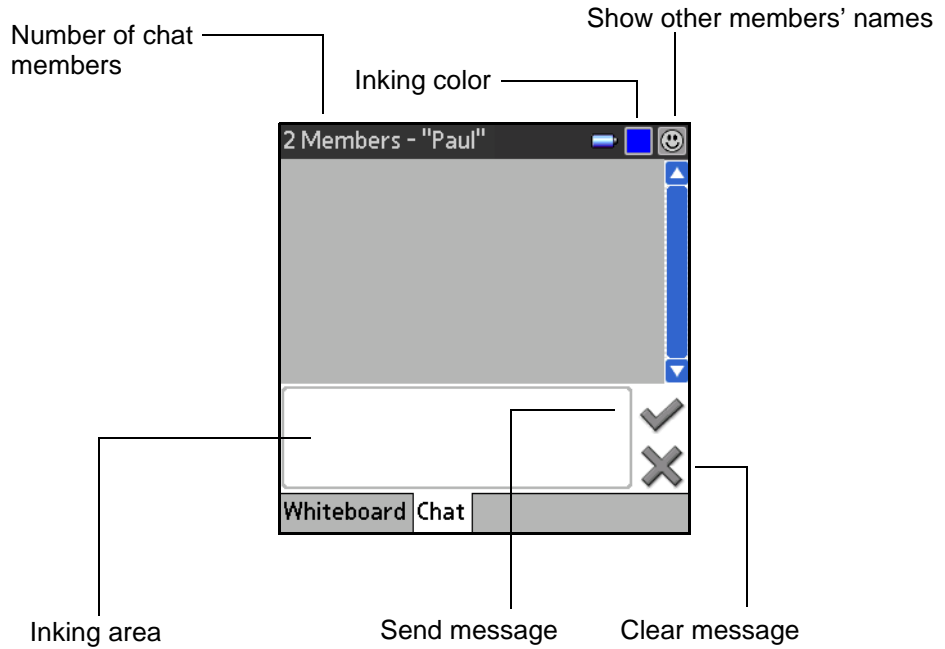 Show other members’ names
Number of chat
members
Inking color
2 Members - "Paul"
Whiteboard Chat
Inking area
Send message
Clear message